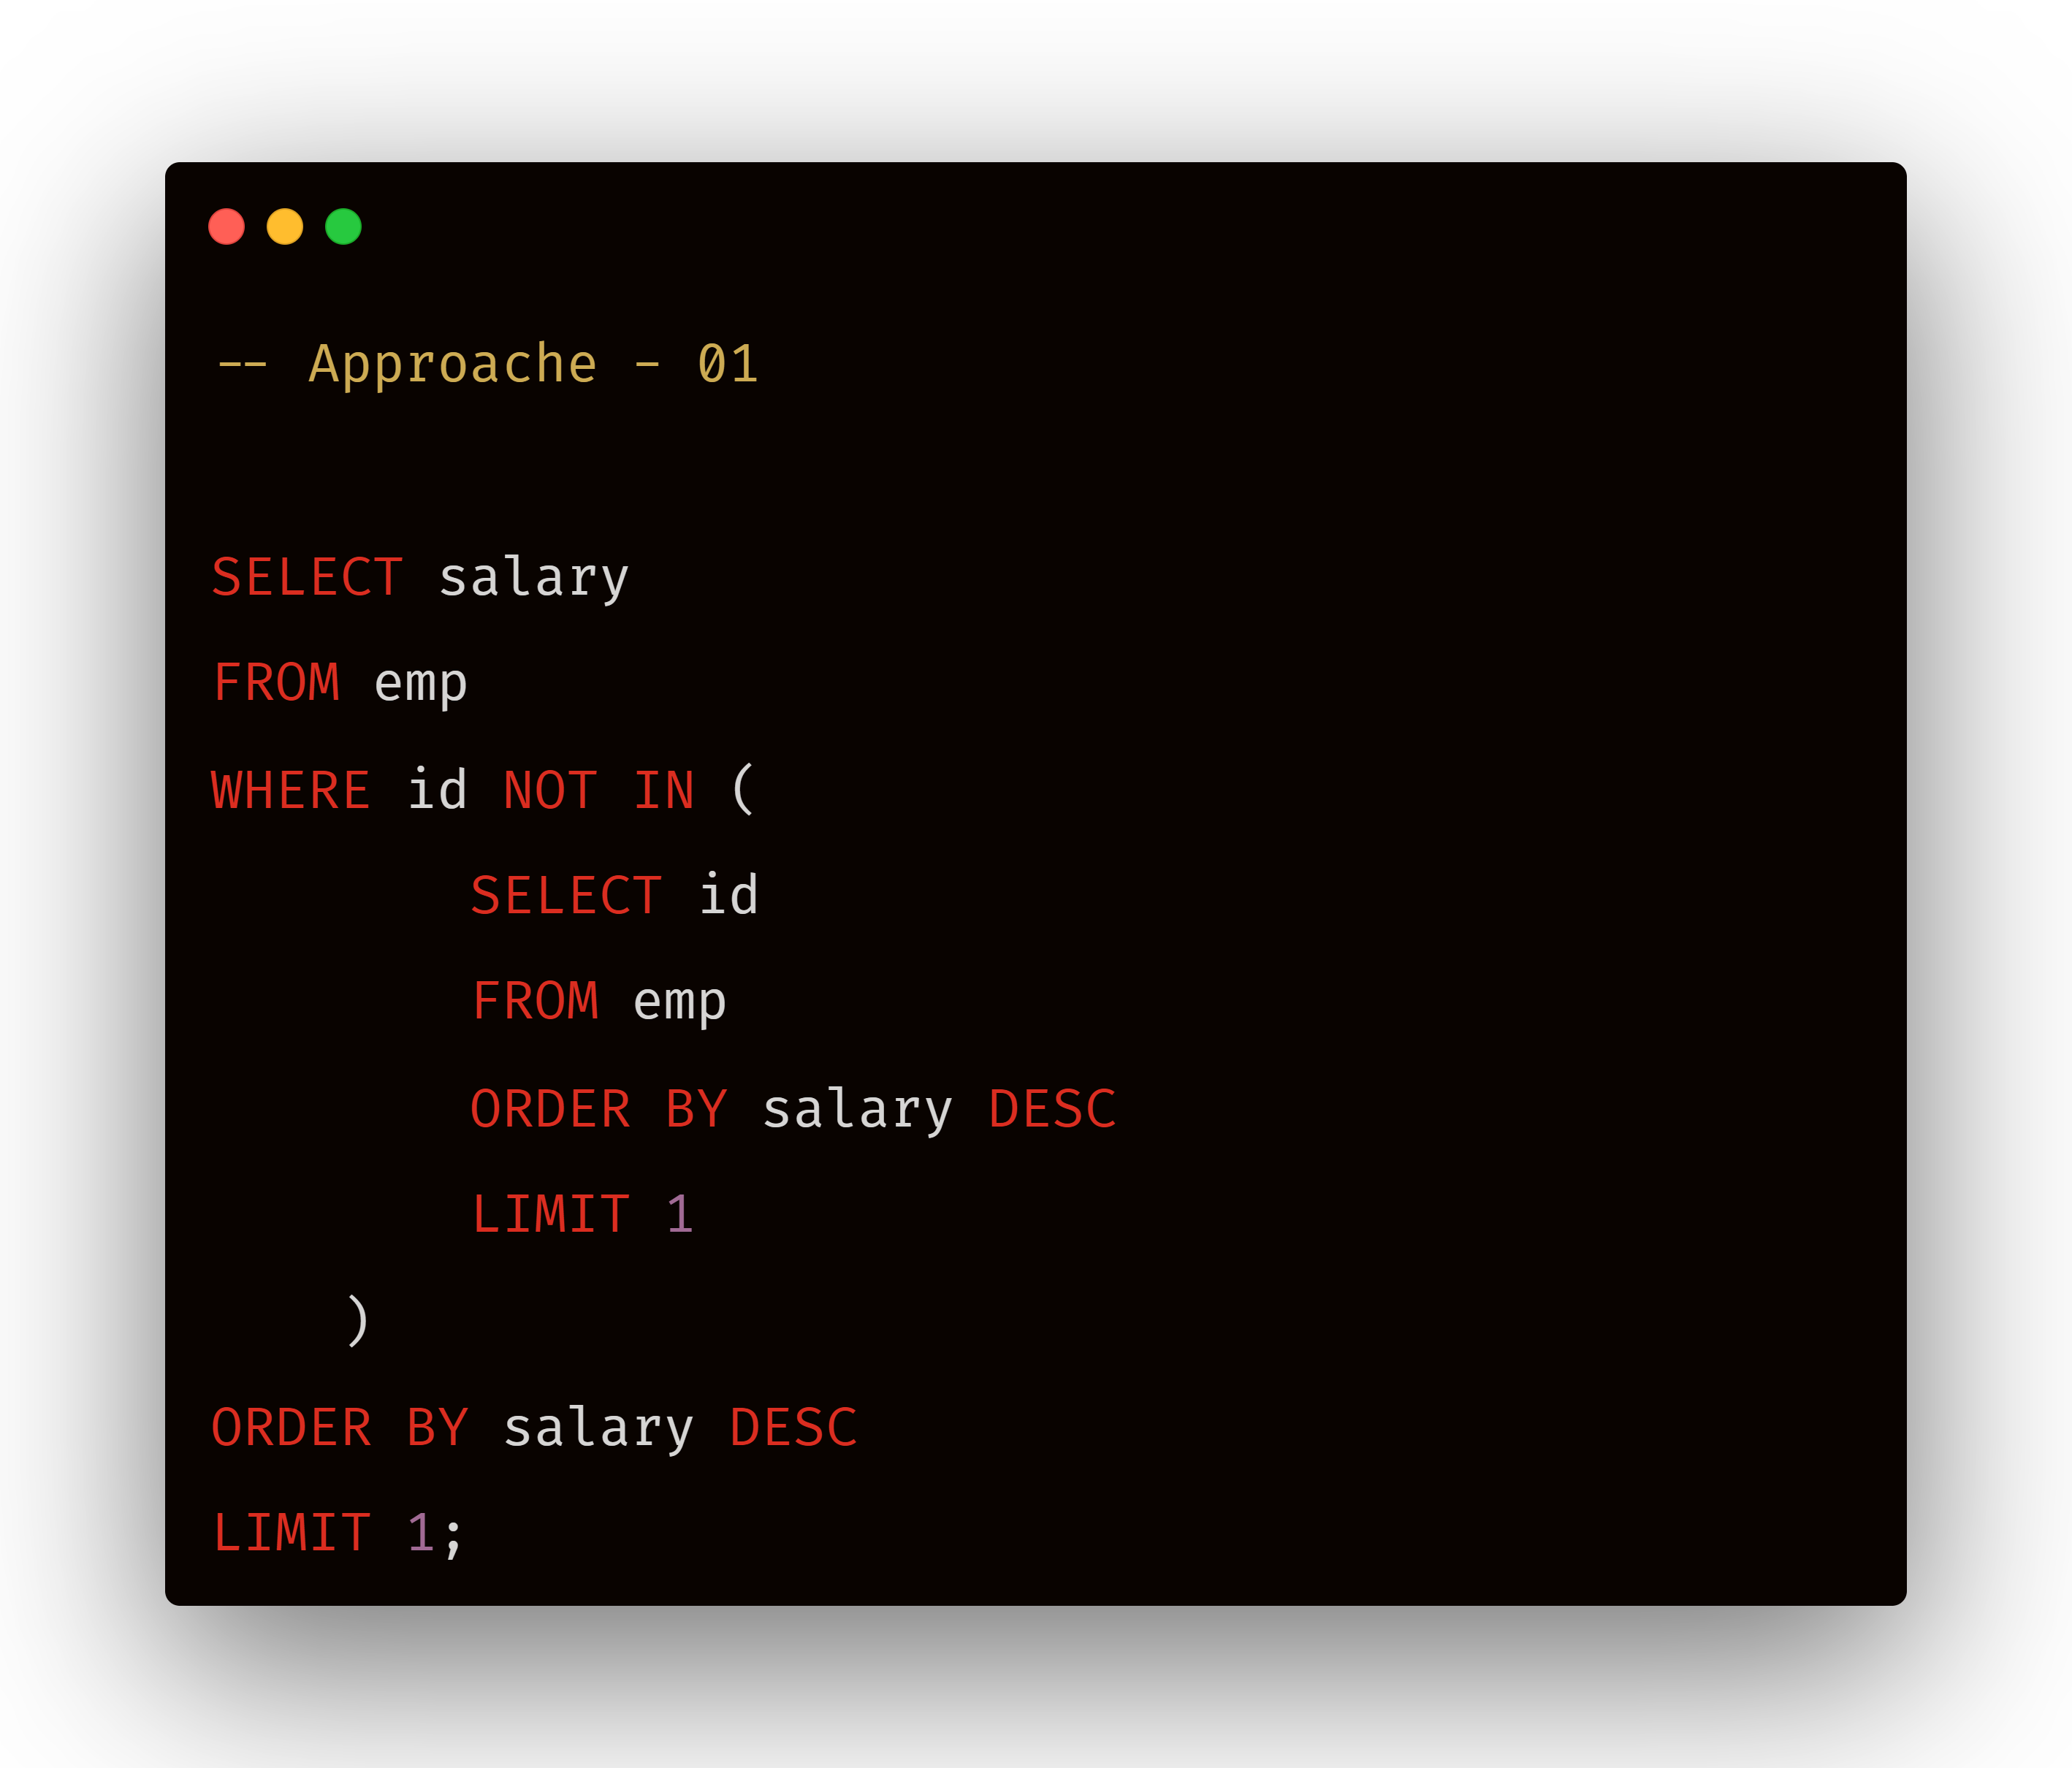 -- Approache - 01
SELECT salary
FROM emp
WHERE id NOT IN (
SELECT id
FROM emp
ORDER BY salary DESC
LIMIT 1
)
ORDER BY salary DESC
LIMIT 1;